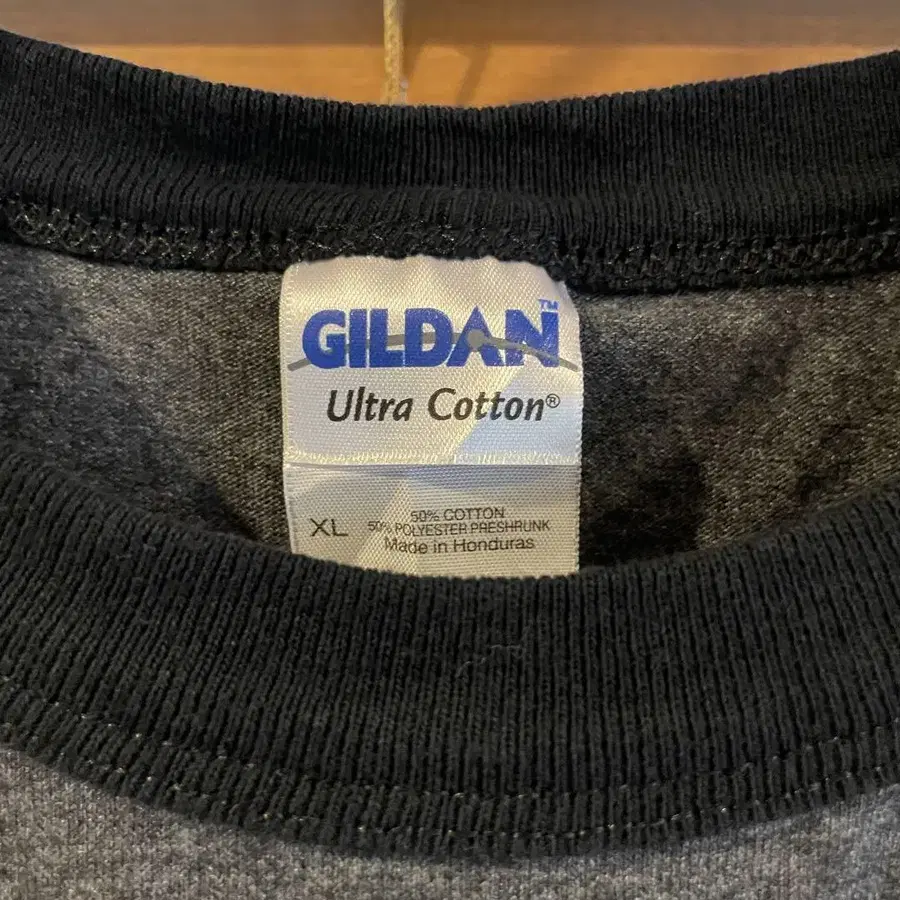 GILDAN™
Ultra Cotton®
XL
50% COTTON
50% POLYESTER PRESHRUNK
Made in Honduras